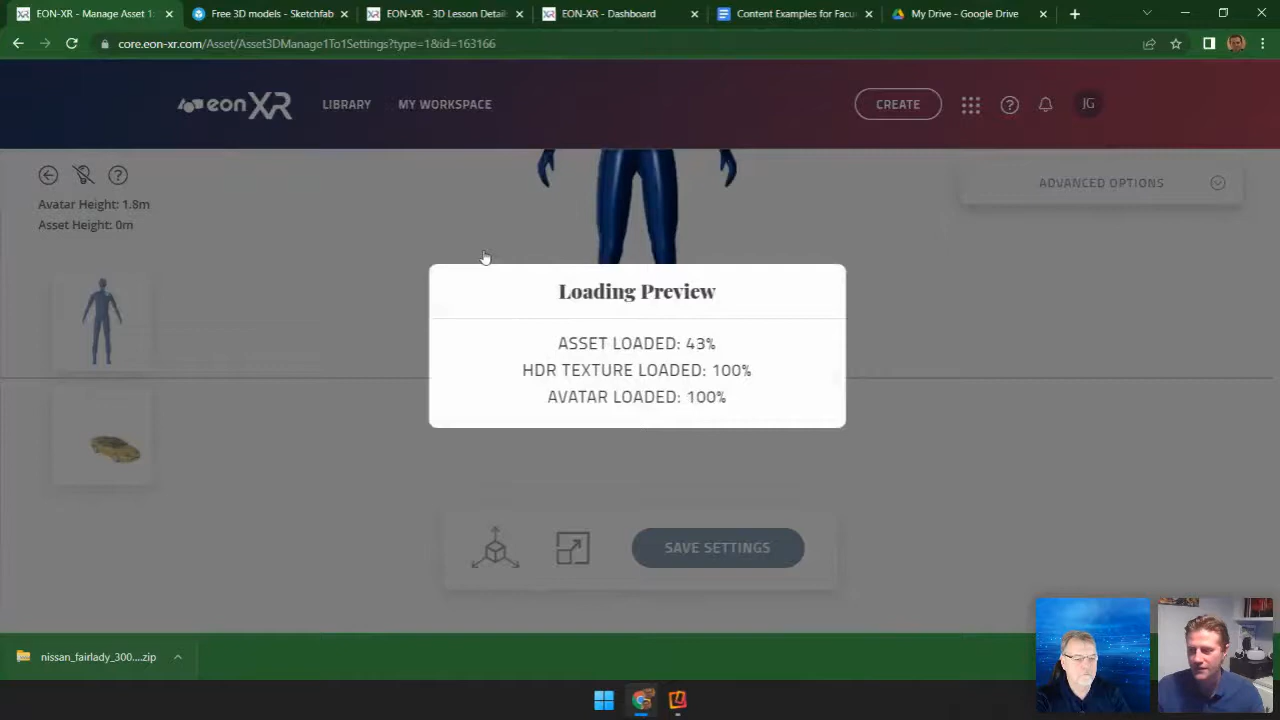 EON-XR - Manage Asset 1:
Free 3D models - Sketchfab
EON-XR - 3D Lesson Detail
EON-XR - Dashboard
Content Examples for Facu
My Drive - Google Drive
core.eon-xr.com/Asset/Asset3DManage1To1Settings?type=1&id=163166
eonXR
LIBRARY
MY WORKSPACE
CREATE
JG
Avatar Height: 1.8m
Asset Height: 0m
ADVANCED OPTIONS
Loading Preview
ASSET LOADED: 43%
HDR TEXTURE LOADED: 100%
AVATAR LOADED: 100%
SAVE SETTINGS
nissan_fairlady_300....zip